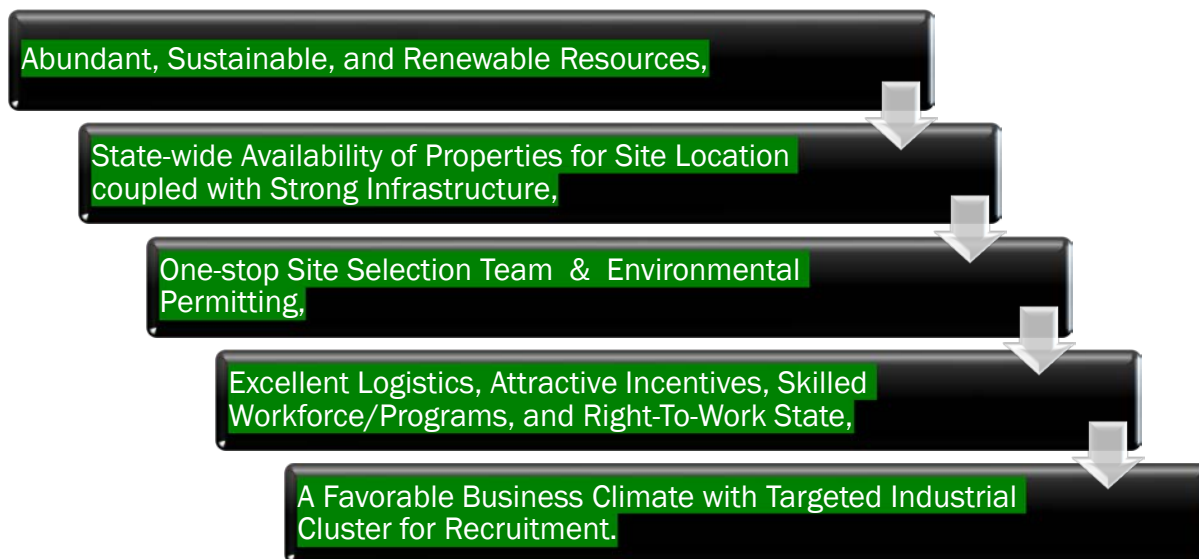 Abundant, Sustainable, and Renewable Resources,
State-wide Availability of Properties for Site Location
coupled with Strong Infrastructure,
One-stop Site Selection Team & Environmental
Permitting,
Excellent Logistics, Attractive Incentives, Skilled
Workforce/Programs, and Right-To-Work State,
A Favorable Business Climate with Targeted Industrial
Cluster for Recruitment.